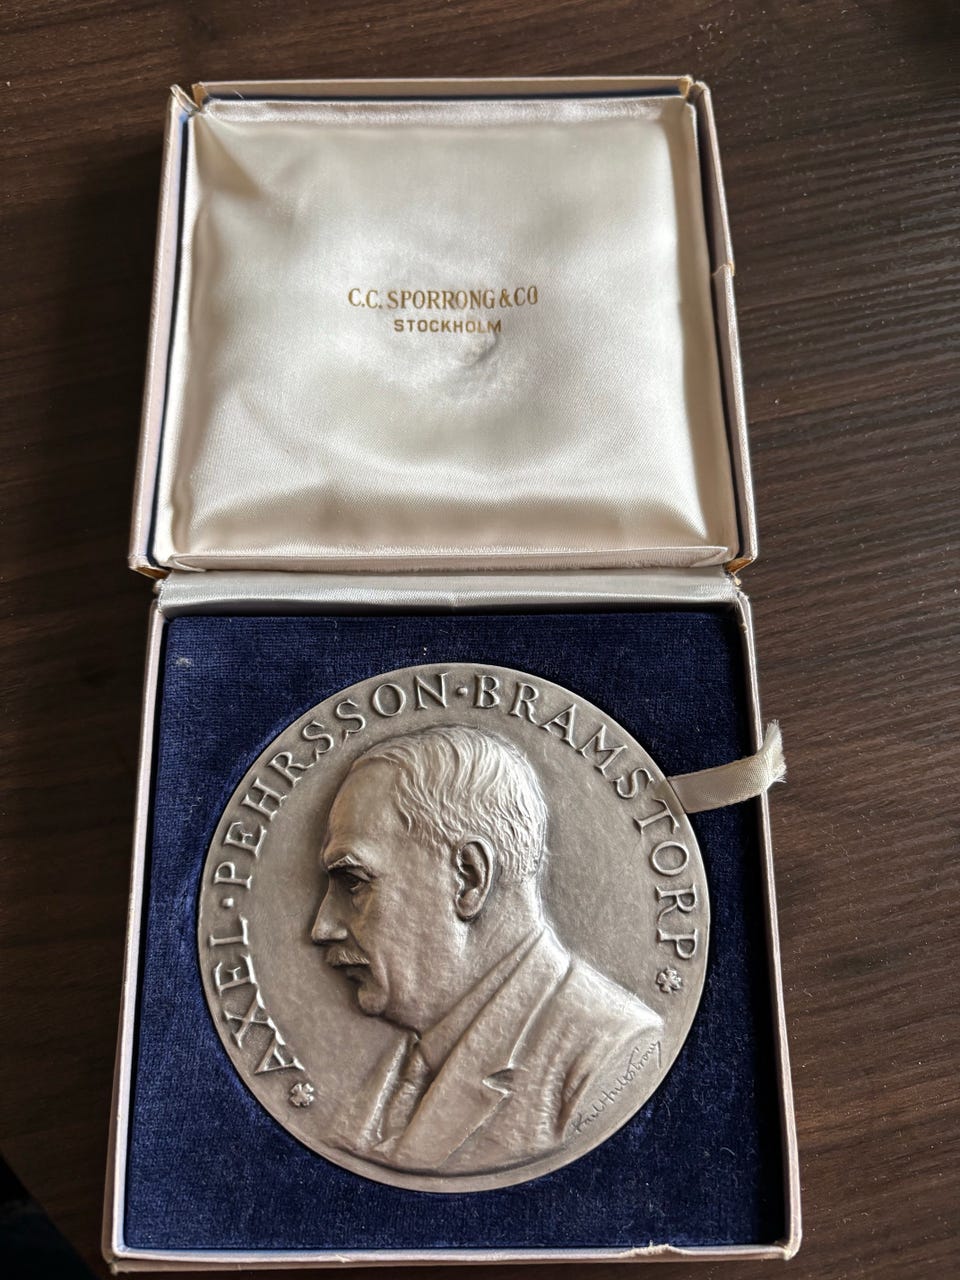 C.C. SPORRONG & CO
STOCKHOLM
AXEL · PEHRSSON · BRAMSTORP